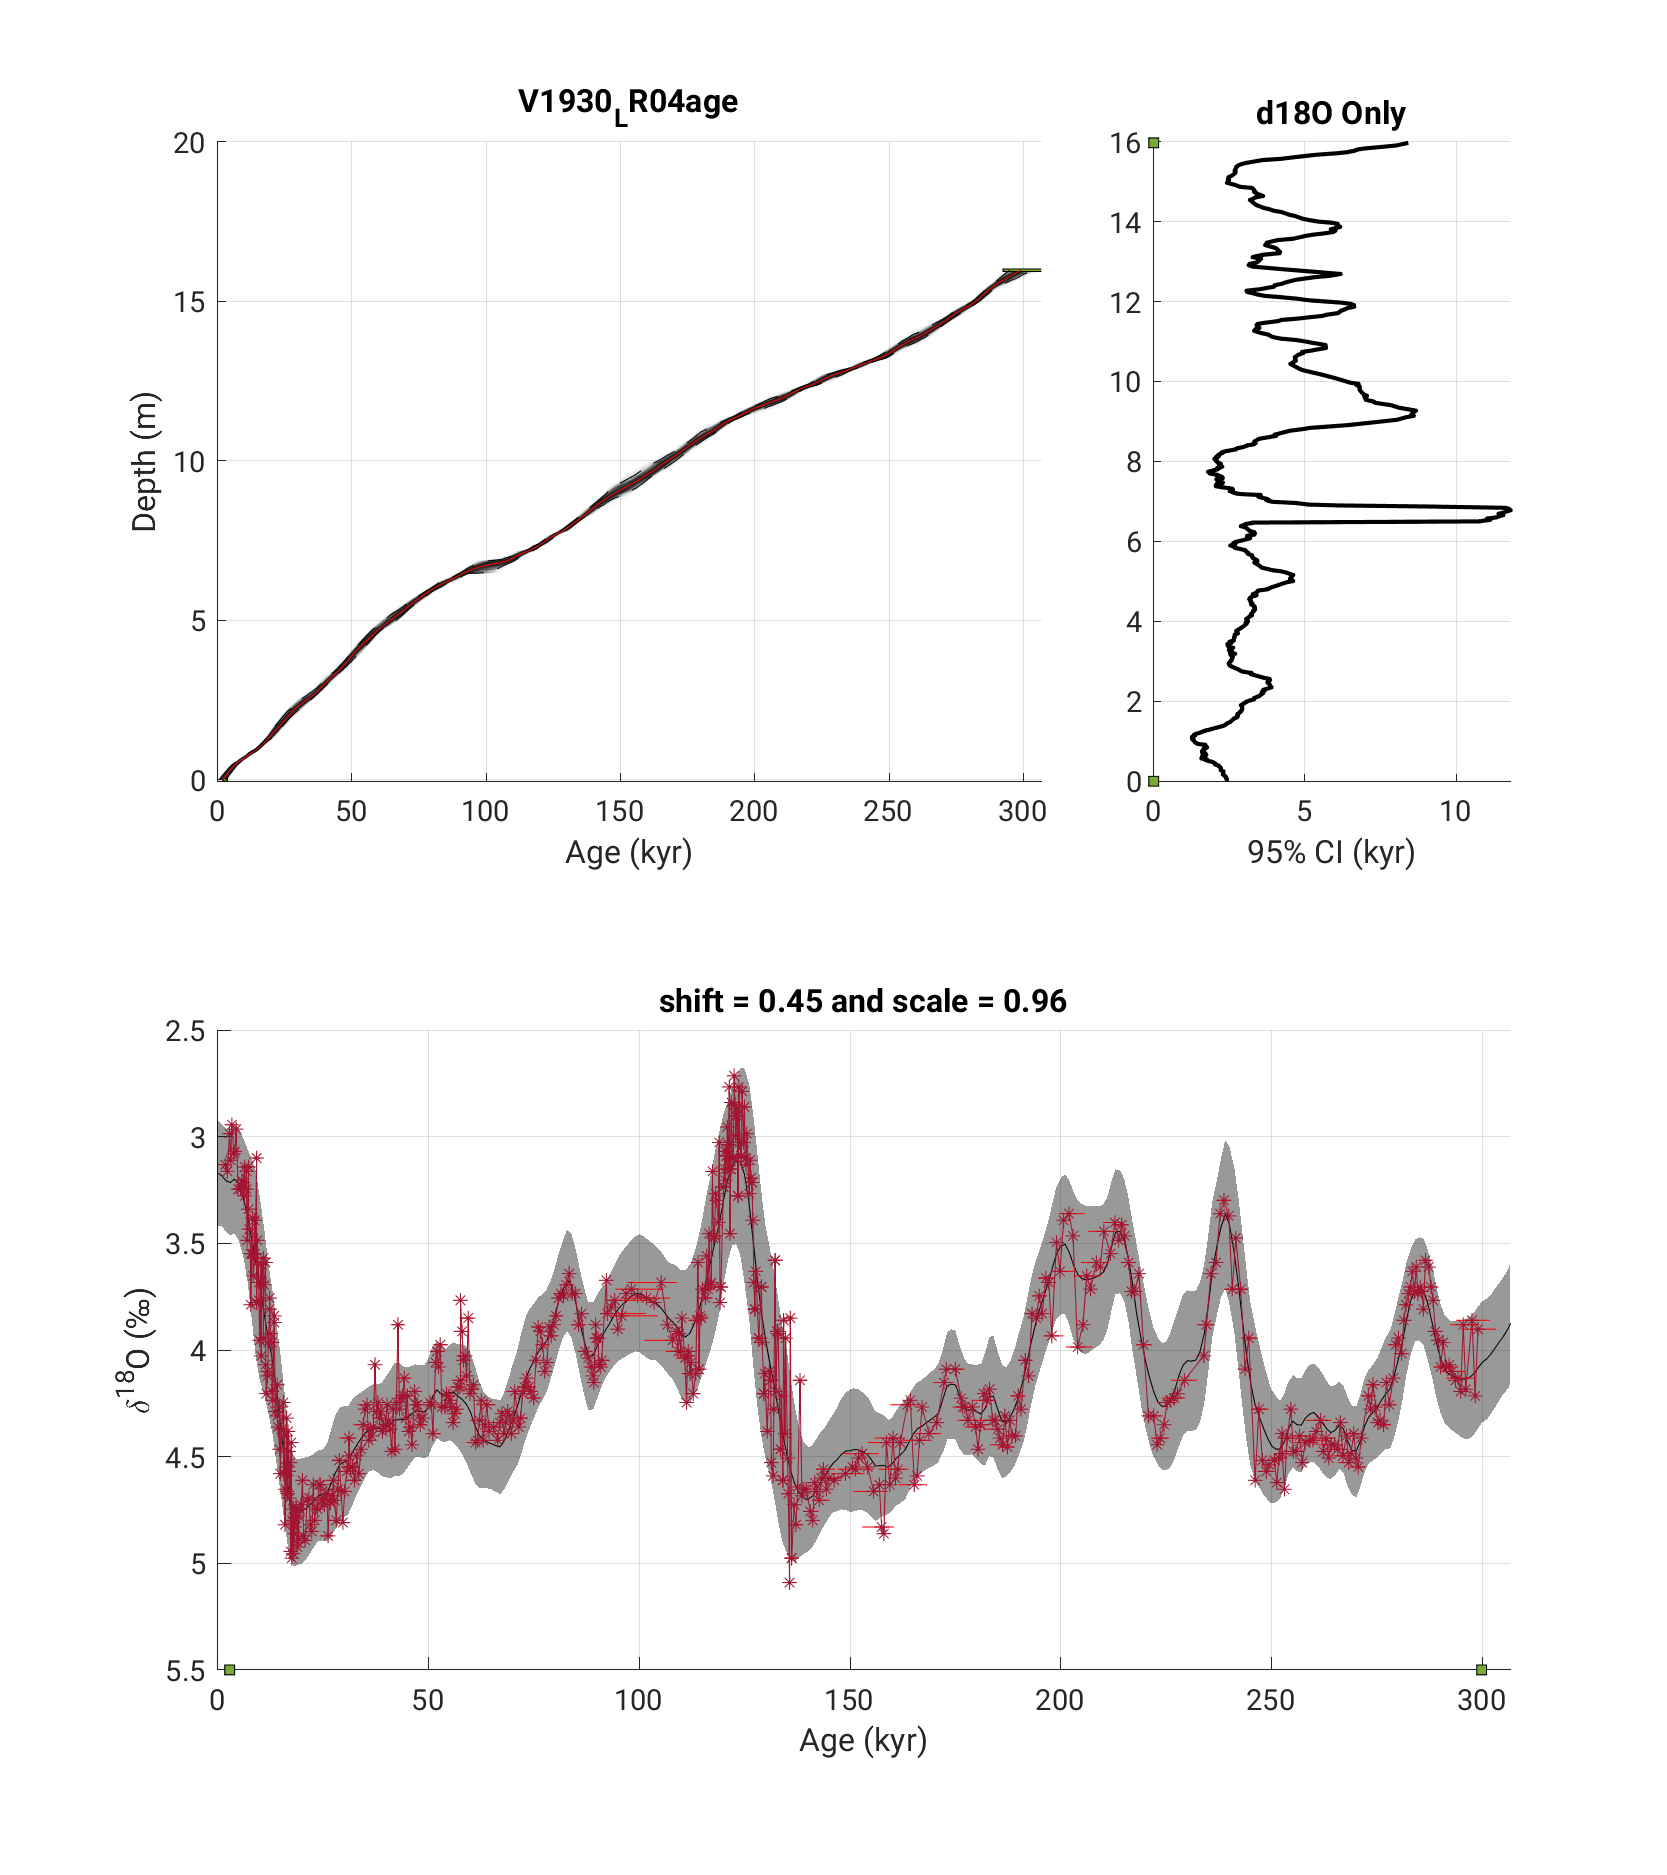 V1930LR04age
d18O Only
20
15
10
5
0
Depth (m)
0 50 100 150 200 250 300
Age (kyr)
16
14
12
10
8
6
4
2
0
0 5 10
95% CI (kyr)
shift = 0.45 and scale = 0.96
2.5
3
3.5
4
4.5
5
5.5
δ18O (‰)
0 50 100 150 200 250 300
Age (kyr)